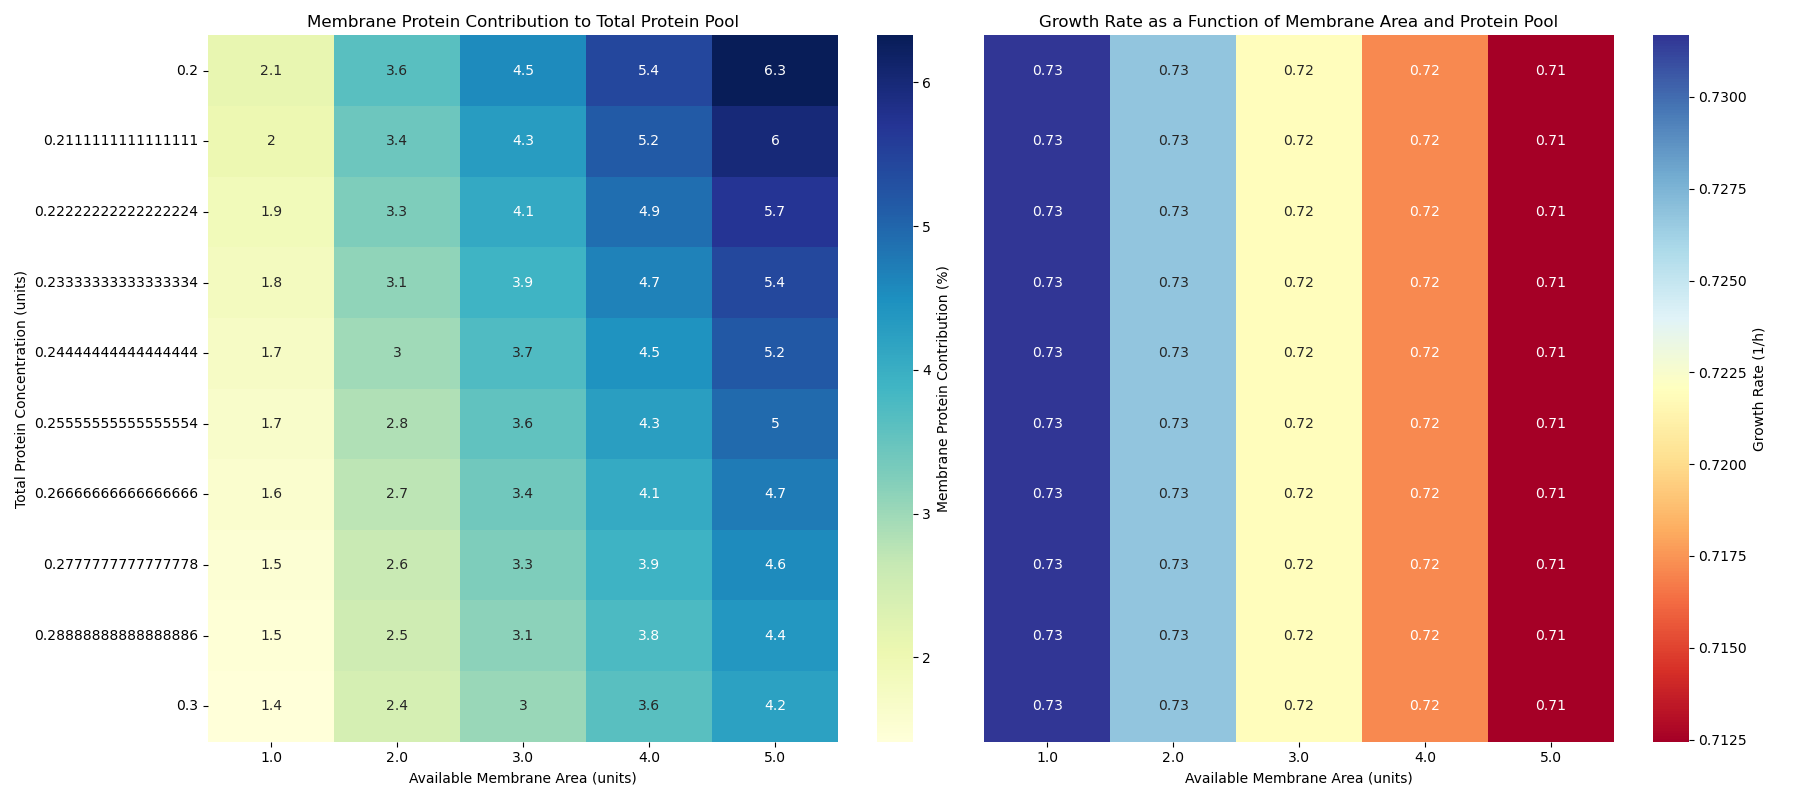 Membrane Protein Contribution to Total Protein Pool
Total Protein Concentration (units)
0.2 2.1 3.6 4.5 5.4 6.3
0.2111111111111111 2 3.4 4.3 5.2 6
0.22222222222222224 1.9 3.3 4.1 4.9 5.7
0.23333333333333334 1.8 3.1 3.9 4.7 5.4
0.24444444444444444 1.7 3 3.7 4.5 5.2
0.25555555555555554 1.7 2.8 3.6 4.3 5
0.26666666666666666 1.6 2.7 3.4 4.1 4.7
0.2777777777777778 1.5 2.6 3.3 3.9 4.6
0.28888888888888886 1.5 2.5 3.1 3.8 4.4
0.3 1.4 2.4 3 3.6 4.2
1.0 2.0 3.0 4.0 5.0
Available Membrane Area (units)
6
5
4
3
2
Membrane Protein Contribution (%)
Growth Rate as a Function of Membrane Area and Protein Pool
0.73 0.73 0.72 0.72 0.71
0.73 0.73 0.72 0.72 0.71
0.73 0.73 0.72 0.72 0.71
0.73 0.73 0.72 0.72 0.71
0.73 0.73 0.72 0.72 0.71
0.73 0.73 0.72 0.72 0.71
0.73 0.73 0.72 0.72 0.71
0.73 0.73 0.72 0.72 0.71
0.73 0.73 0.72 0.72 0.71
0.73 0.73 0.72 0.72 0.71
1.0 2.0 3.0 4.0 5.0
Available Membrane Area (units)
0.7300
0.7275
0.7250
0.7225
0.7200
0.7175
0.7150
0.7125
Growth Rate (1/h)